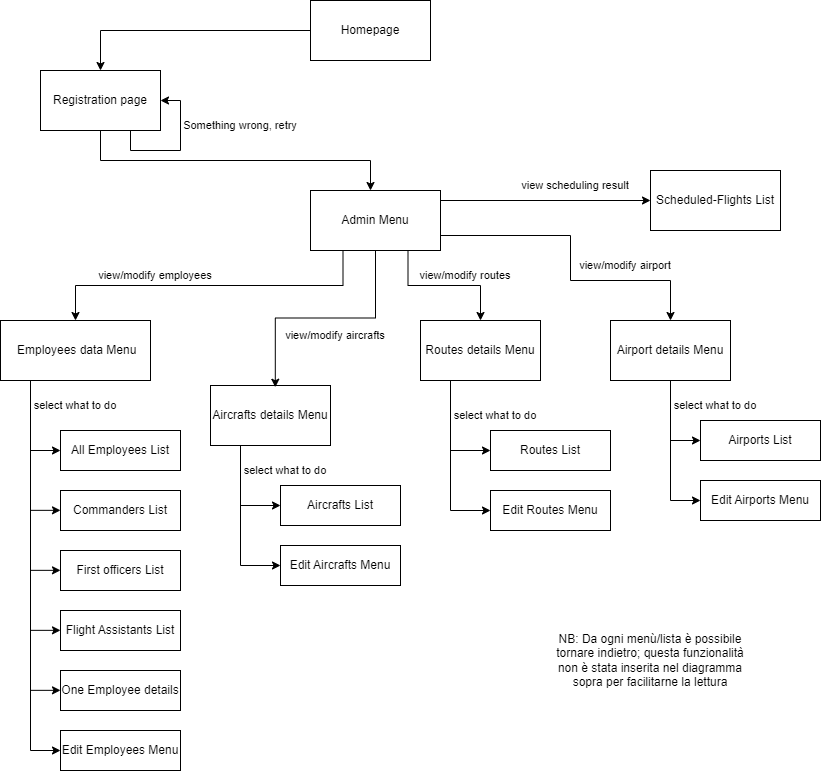 Homepage
Registration page
Something wrong, retry
view scheduling result
Scheduled-Flights List
Admin Menu
view/modify employees
view/modify routes
view/modify airport
view/modify aircrafts
Employees data Menu
Routes details Menu
Airport details Menu
Aircrafts details Menu
select what to do
All Employees List
Commanders List
First officers List
Flight Assistants List
One Employee details
Edit Employees Menu
select what to do
Aircrafts List
Edit Aircrafts Menu
select what to do
Routes List
Edit Routes Menu
select what to do
Airports List
Edit Airports Menu
NB: Da ogni menù/lista è possibile
tornare indietro; questa funzionalità
non è stata inserita nel diagramma
sopra per facilitarne la lettura